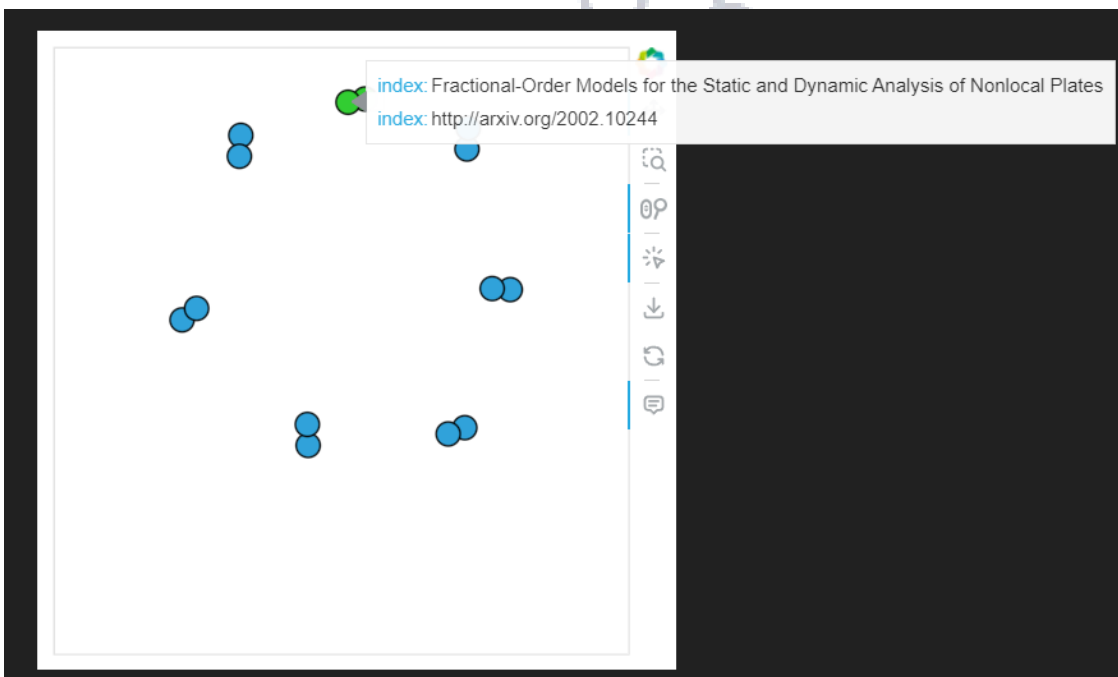 index: Fractional-Order Models for the Static and Dynamic Analysis of Nonlocal Plates
index: http://arxiv.org/2002.10244